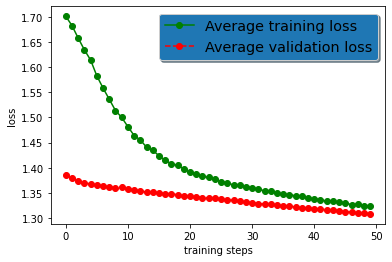 1.70
1.65
1.60
1.55
1.50
1.45
1.40
1.35
1.30
loss
Average training loss
Average validation loss
0 10 20 30 40 50
training steps